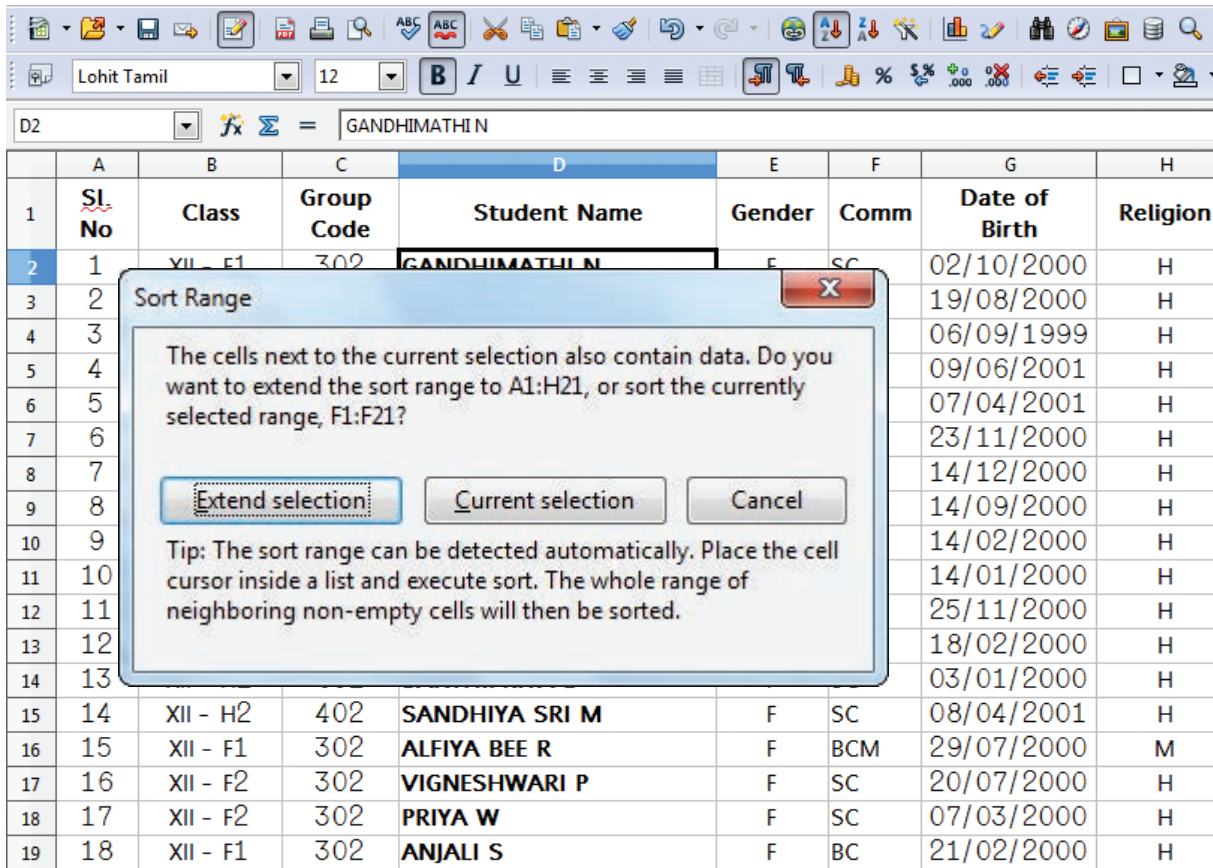 Lohit Tamil 12 B I U
D2 = GANDHIMATHI N
A B C D E F G H
1 Sl. No Class Group Code Student Name Gender Comm Date of Birth Religion
2 1 XII - F1 302 GANDHIMATHI N F SC 02/10/2000 H
Sort Range
The cells next to the current selection also contain data. Do you
want to extend the sort range to A1:H21, or sort the currently
selected range, F1:F21?
Extend selection Current selection Cancel
Tip: The sort range can be detected automatically. Place the cell
cursor inside a list and execute sort. The whole range of
neighboring non-empty cells will then be sorted.
3 2 19/08/2000 H
4 3 06/09/1999 H
5 4 09/06/2001 H
6 5 07/04/2001 H
7 6 23/11/2000 H
8 7 14/12/2000 H
9 8 14/09/2000 H
10 9 14/02/2000 H
11 10 14/01/2000 H
12 11 25/11/2000 H
13 12 18/02/2000 H
14 13 03/01/2000 H
15 14 XII - H2 402 SANDHIYA SRI M F SC 08/04/2001 H
16 15 XII - F1 302 ALFIYA BEE R F BCM 29/07/2000 M
17 16 XII - F2 302 VIGNESHWARI P F SC 20/07/2000 H
18 17 XII - F2 302 PRIYA W F SC 07/03/2000 H
19 18 XII - F1 302 ANJALI S F BC 21/02/2000 H